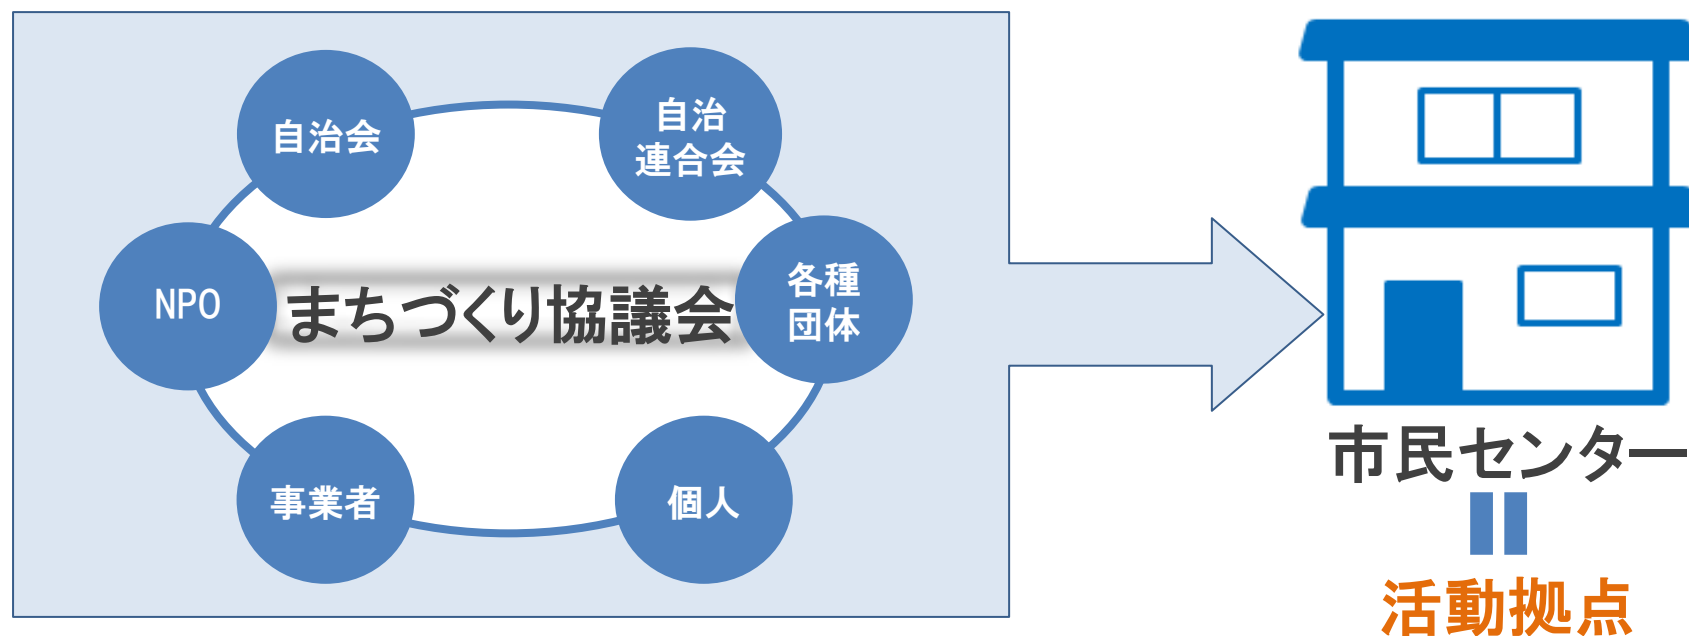 自治会
自治
連合会
NPO
まちづくり協議会
各種
団体
事業者
個人
市民センター
活動拠点